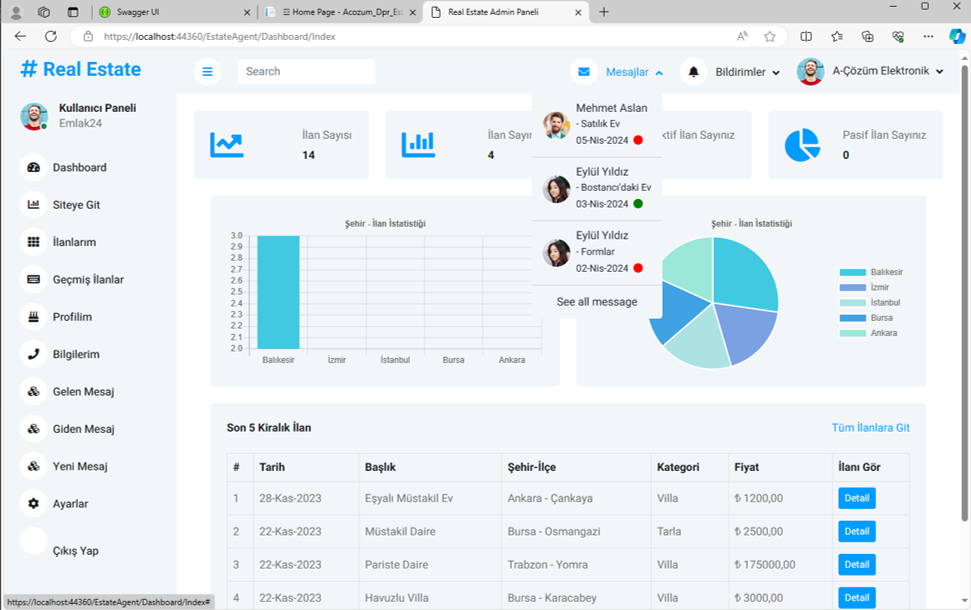 Swagger UI
Home Page - Acozum_Dpr_Est
Real Estate Admin Paneli
https://localhost:44360/EstateAgent/Dashboard/Index
# Real Estate
Search
Mesajlar
Bildirimler
A-Çözüm Elektronik
Kullanıcı Paneli
Emlak24
Dashboard
Siteye Git
İlanlarım
Geçmiş İlanlar
Profilim
Bilgilerim
Gelen Mesaj
Giden Mesaj
Yeni Mesaj
Ayarlar
Çıkış Yap
İlan Sayısı
14
İlan Sayın
4
Mehmet Aslan
- Satılık Ev
05-Nis-2024
Eylül Yıldız
- Bostancı'daki Ev
03-Nis-2024
Eylül Yıldız
- Formlar
02-Nis-2024
See all message
ktif İlan Sayınız
Pasif İlan Sayınız
0
Şehir - İlan İstatistiği
3.0
2.9
2.8
2.7
2.6
2.5
2.4
2.3
2.2
2.1
2.0
Balıkesir İzmir İstanbul Bursa Ankara
Şehir - İlan İstatistiği
Balıkesir
İzmir
İstanbul
Bursa
Ankara
Son 5 Kiralık İlan
Tüm İlanlara Git
# Tarih Başlık Şehir-İlçe Kategori Fiyat İlanı Gör
1 28-Kas-2023 Eşyalı Müstakil Ev Ankara - Çankaya Villa ₺ 1200,00 Detail
2 22-Kas-2023 Müstakil Daire Bursa - Osmangazi Tarla ₺ 2500,00 Detail
3 22-Kas-2023 Pariste Daire Trabzon - Yomra Villa ₺ 175000,00 Detail
4 22-Kas-2023 Havuzlu Villa Bursa - Karacabey Villa ₺ 3000,00 Detail
https://localhost:44360/EstateAgent/Dashboard/Index#